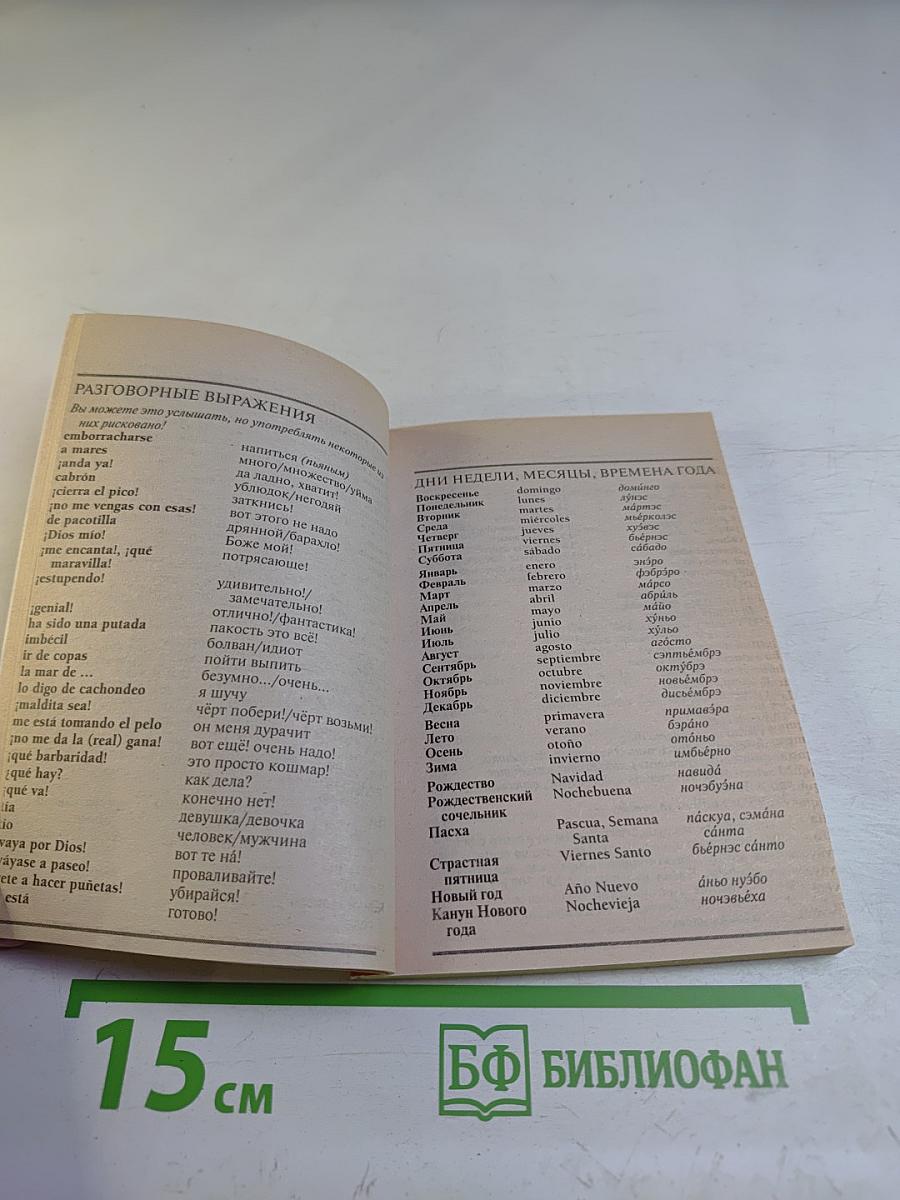 РАЗГОВОРНЫЕ ВЫРАЖЕНИЯ
Вы можете это услышать, но употреблять некоторые из
них рисковано!
emborracharse напиться (пьяным)
a mares много/множество/уйма
¡anda ya! да ладно, хватит!
cabrón ублюдок/негодяй
¡cierra el pico! заткнись!
¡no me vengas con esas! вот этого не надо
de pacotilla дрянной/барахло!
¡Dios mío! Боже мой!
¡me encanta!, ¡qué потрясающе!
maravilla!
¡estupendo! удивительно!/
замечательно!
¡genial! отлично!/фантастика!
ha sido una putada пакость это всё!
imbécil болван/идиот
ir de copas пойти выпить
la mar de ... безумно.../очень...
lo digo de cachondeo я шучу
¡maldita sea! чёрт побери!/чёрт возьми!
me está tomando el pelo он меня дурачит
¡no me da la (real) gana! вот ещё! очень надо!
¡qué barbaridad! это просто кошмар!
¿qué hay? как дела?
¡qué va! конечно нет!
ía девушка/девочка
ío человек/мужчина
vaya por Dios! вот те на́!
váyase a paseo! проваливайте!
ete a hacer puñetas! убирайся!
está готово!
ДНИ НЕДЕЛИ, МЕСЯЦЫ, ВРЕМЕНА ГОДА
Воскресенье domingo доми́нго
Понедельник lunes лу́нэс
Вторник martes ма́ртэс
Среда miércoles мье́рколэс
Четверг jueves хуэ́вэс
Пятница viernes бье́рнэс
Суббота sábado са́бадо
Январь enero энэ́ро
Февраль febrero фэбрэ́ро
Март marzo ма́рсо
Апрель abril абри́ль
Май mayo ма́йо
Июнь junio ху́ньо
Июль julio ху́льо
Август agosto аго́сто
Сентябрь septiembre сэптье́мбрэ
Октябрь octubre окту́брэ
Ноябрь noviembre новье́мбрэ
Декабрь diciembre дисье́мбрэ
Весна primavera примавэ́ра
Лето verano бэра́но
Осень otoño ото́ньо
Зима invierno имбье́рно
Рождество Navidad навида́
Рождественский Nochebuena ночэбуэ́на
сочельник
Пасха Pascua, Semana па́скуа, сэма́на
Santa са́нта
Страстная Viernes Santo бье́рнэс са́нто
пятница
Новый год Año Nuevo а́ньо нуэ́бо
Канун Нового Nochevieja ночэвье́ха
года
15 см
БФ БИБЛИОФАН